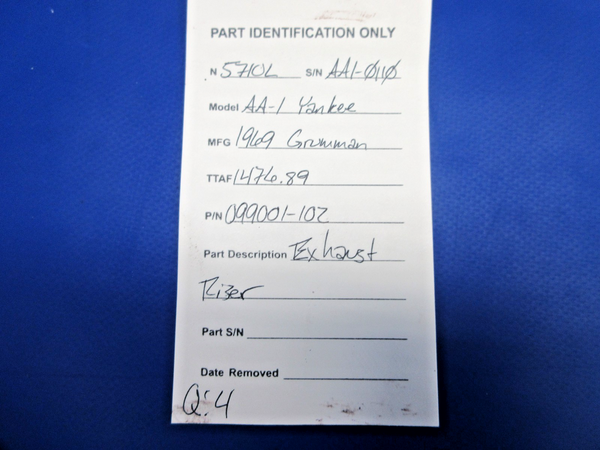 PART IDENTIFICATION ONLY
N 5710L S/N AA1-Ø11Ø
Model AA-1 Yankee
MFG 1969 Grumman
TTAF 1476.89
P/N 099001-102
Part Description Exhaust
Rizer
Part S/N
Date Removed
Q:4